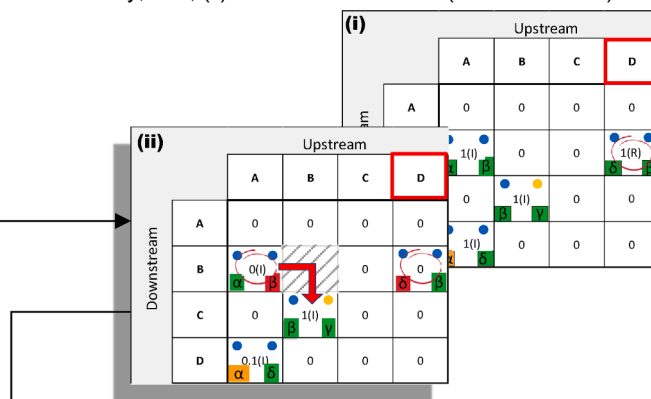 (i)
Upstream
A B C D
A 0 0 0 0
1(I) 0 0 1(R)
α β δ
0 1(I) 0 0
β γ
1(I) 0 0 0
α δ
am
(ii)
Upstream
A B C D
Downstream
A 0 0 0 0
B 0(I) 0 0
α β δ β
C 0 1(I) 0 0
β γ
D 0.1(I) 0 0 0
α δ